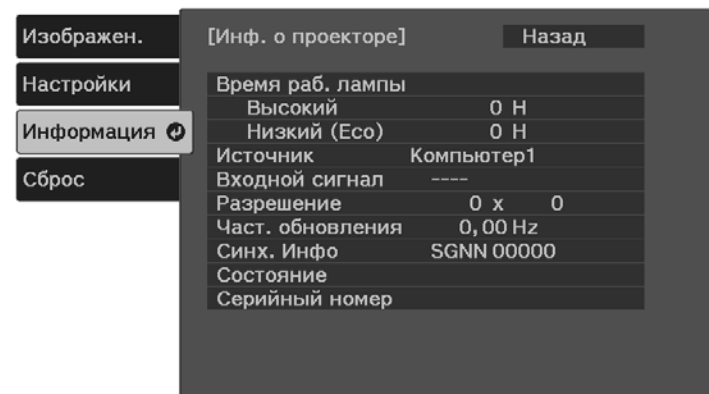 Изображен.
Настройки
Информация
Сброс
[Инф. о проекторе] Назад
Время раб. лампы
Высокий 0 H
Низкий (Eco) 0 H
Источник Компьютер1
Входной сигнал ----
Разрешение 0 x 0
Част. обновления 0,00 Hz
Синх. Инфо SGNN 00000
Состояние
Серийный номер